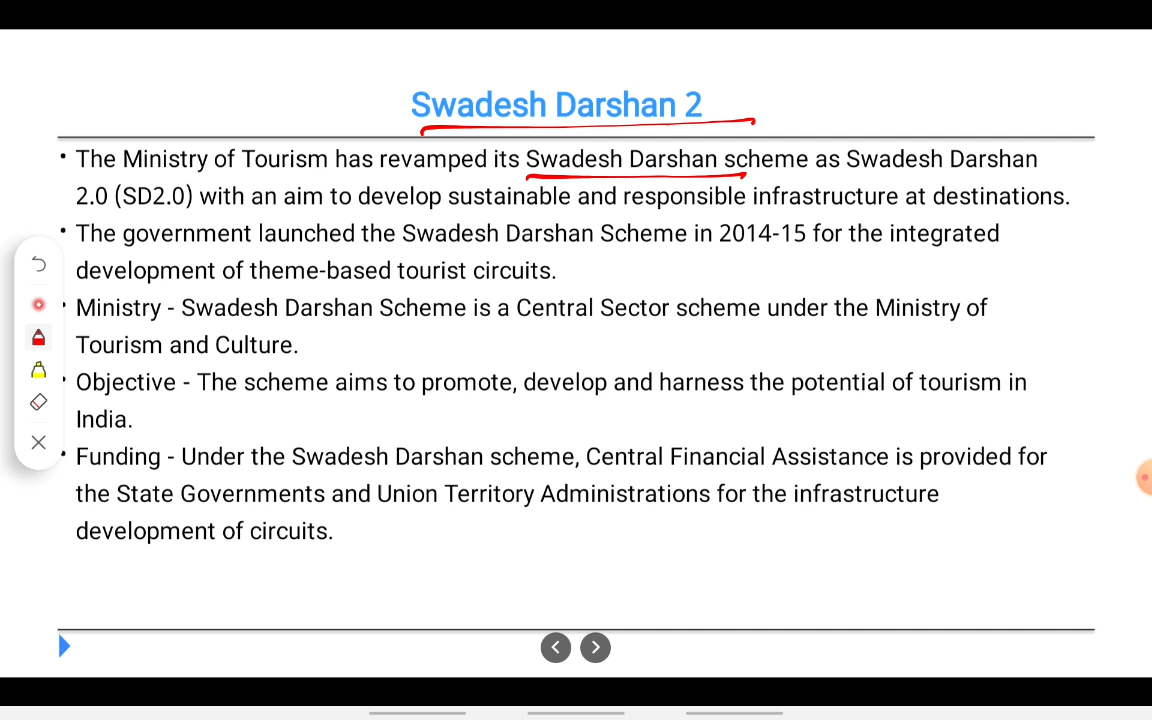 Swadesh Darshan 2
• The Ministry of Tourism has revamped its Swadesh Darshan scheme as Swadesh Darshan
2.0 (SD2.0) with an aim to develop sustainable and responsible infrastructure at destinations.
• The government launched the Swadesh Darshan Scheme in 2014-15 for the integrated
development of theme-based tourist circuits.
• Ministry - Swadesh Darshan Scheme is a Central Sector scheme under the Ministry of
Tourism and Culture.
• Objective - The scheme aims to promote, develop and harness the potential of tourism in
India.
• Funding - Under the Swadesh Darshan scheme, Central Financial Assistance is provided for
the State Governments and Union Territory Administrations for the infrastructure
development of circuits.